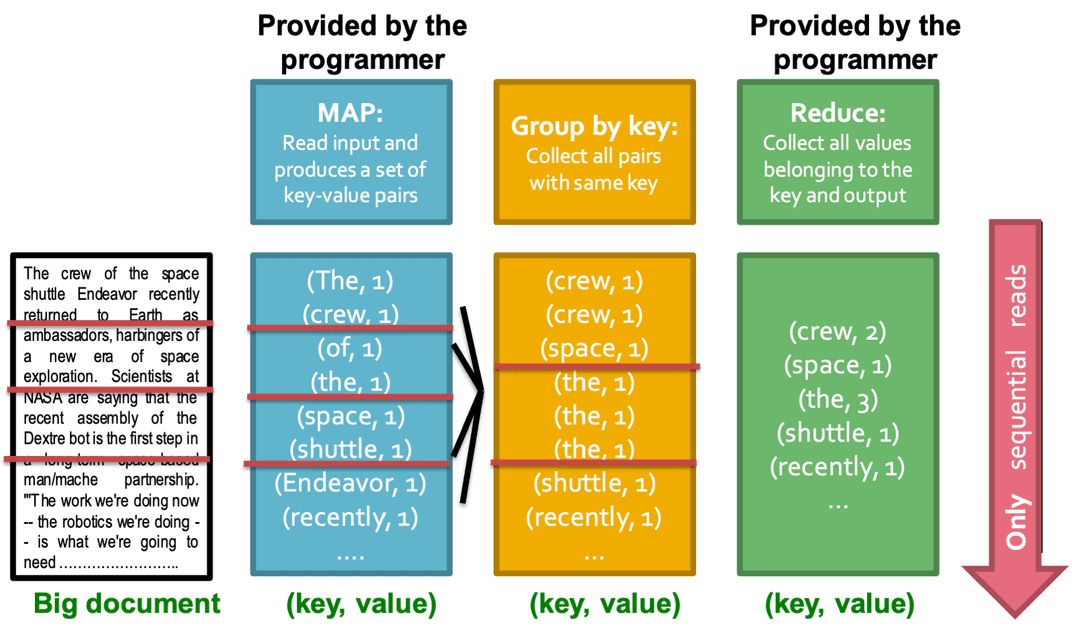 Provided by the
programmer
Provided by the
programmer
MAP:
Read input and
produces a set of
key-value pairs
Group by key:
Collect all pairs
with same key
Reduce:
Collect all values
belonging to the
key and output
The crew of the space
shuttle Endeavor recently
returned to Earth as
ambassadors, harbingers of
a new era of space
exploration. Scientists at
NASA are saying that the
recent assembly of the
Dextre bot is the first step in
a long-term space-based
man/mache partnership.
'"The work we're doing now
-- the robotics we're doing -
- is what we're going to
need ……………………..
Big document
(The, 1)
(crew, 1)
(of, 1)
(the, 1)
(space, 1)
(shuttle, 1)
(Endeavor, 1)
(recently, 1)
….
(key, value)
(crew, 1)
(crew, 1)
(space, 1)
(the, 1)
(the, 1)
(the, 1)
(shuttle, 1)
(recently, 1)
…
(key, value)
(crew, 2)
(space, 1)
(the, 3)
(shuttle, 1)
(recently, 1)
…
(key, value)
Only sequential reads